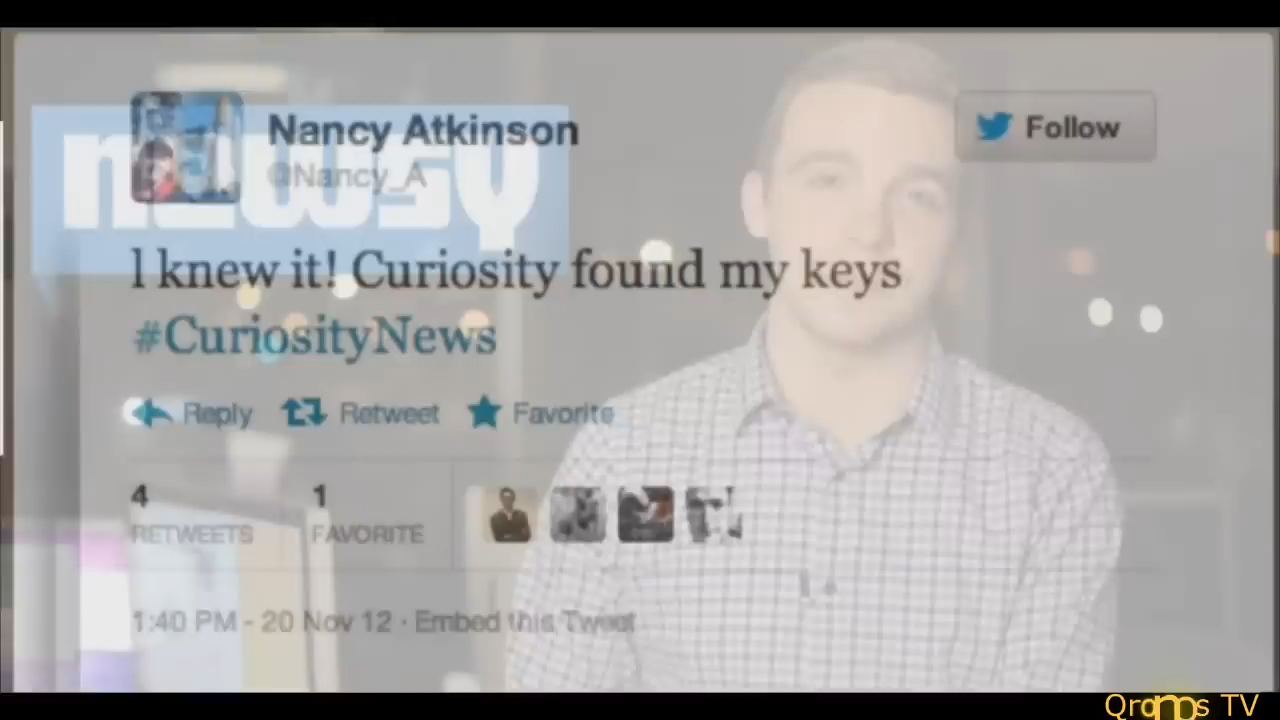 newsy
Nancy Atkinson
@Nancy_A
Follow
I knew it! Curiosity found my keys
#CuriosityNews
Reply Retweet Favorite
4 1
RETWEETS FAVORITE
1:40 PM - 20 Nov 12 · Embed this Tweet
TV